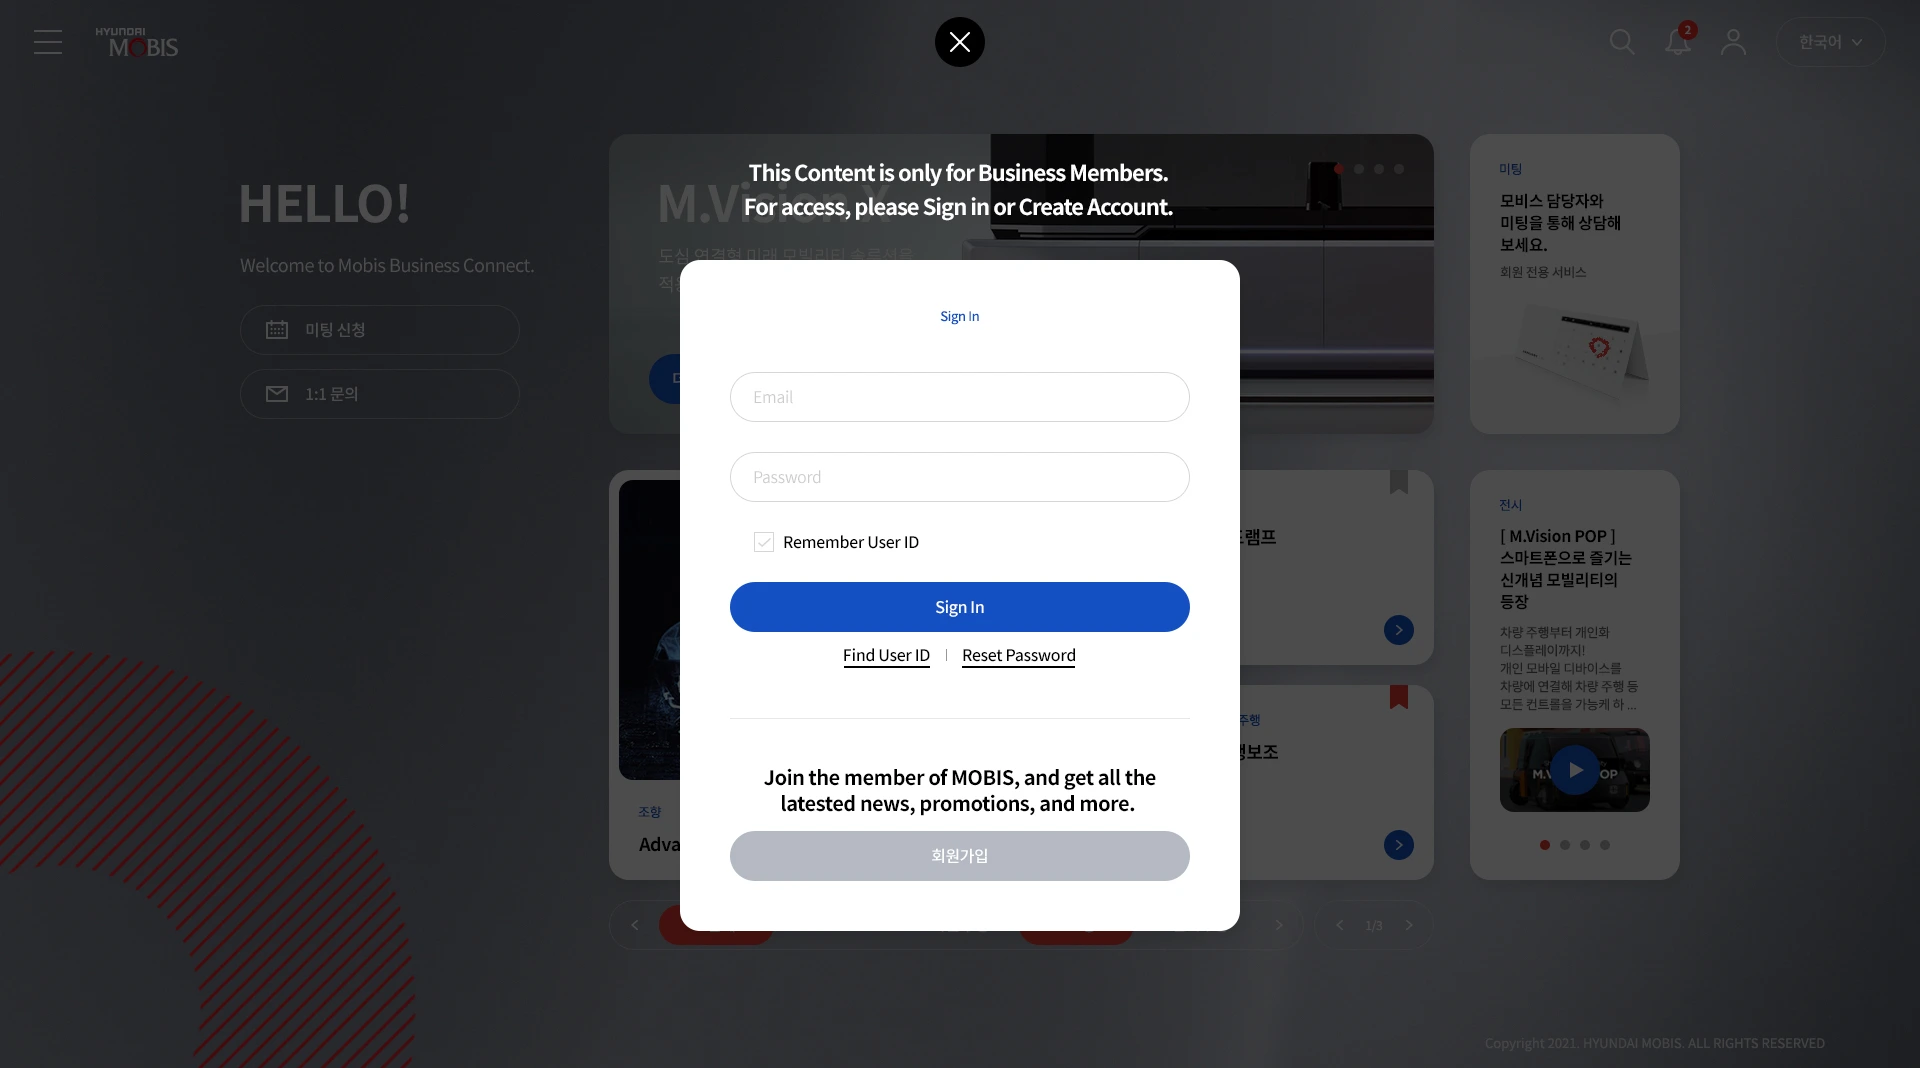 HYUNDAI
MOBIS
2
한국어
This Content is only for Business Members.
For access, please Sign in or Create Account.
HELLO!
Welcome to Mobis Business Connect.
미팅 신청
1:1 문의
M.Vision X
도심 연결형 미래 모빌리티 솔루션을
미팅
모비스 담당자와
미팅을 통해 상담해
보세요.
회원 전용 서비스
Sign In
Email
Password
Remember User ID
Sign In
Find User ID
Reset Password
Join the member of MOBIS, and get all the
latested news, promotions, and more.
회원가입
조향
Adva
램프
주행
행보조
전시
[ M.Vision POP ]
스마트폰으로 즐기는
신개념 모빌리티의
등장
차량 주행부터 개인화
디스플레이까지!
개인 모바일 디바이스를
차량에 연결해 차량 주행 등
모든 컨트롤을 가능케 하 ...
1/3
Copyright 2021. HYUNDAI MOBIS. ALL RIGHTS RESERVED